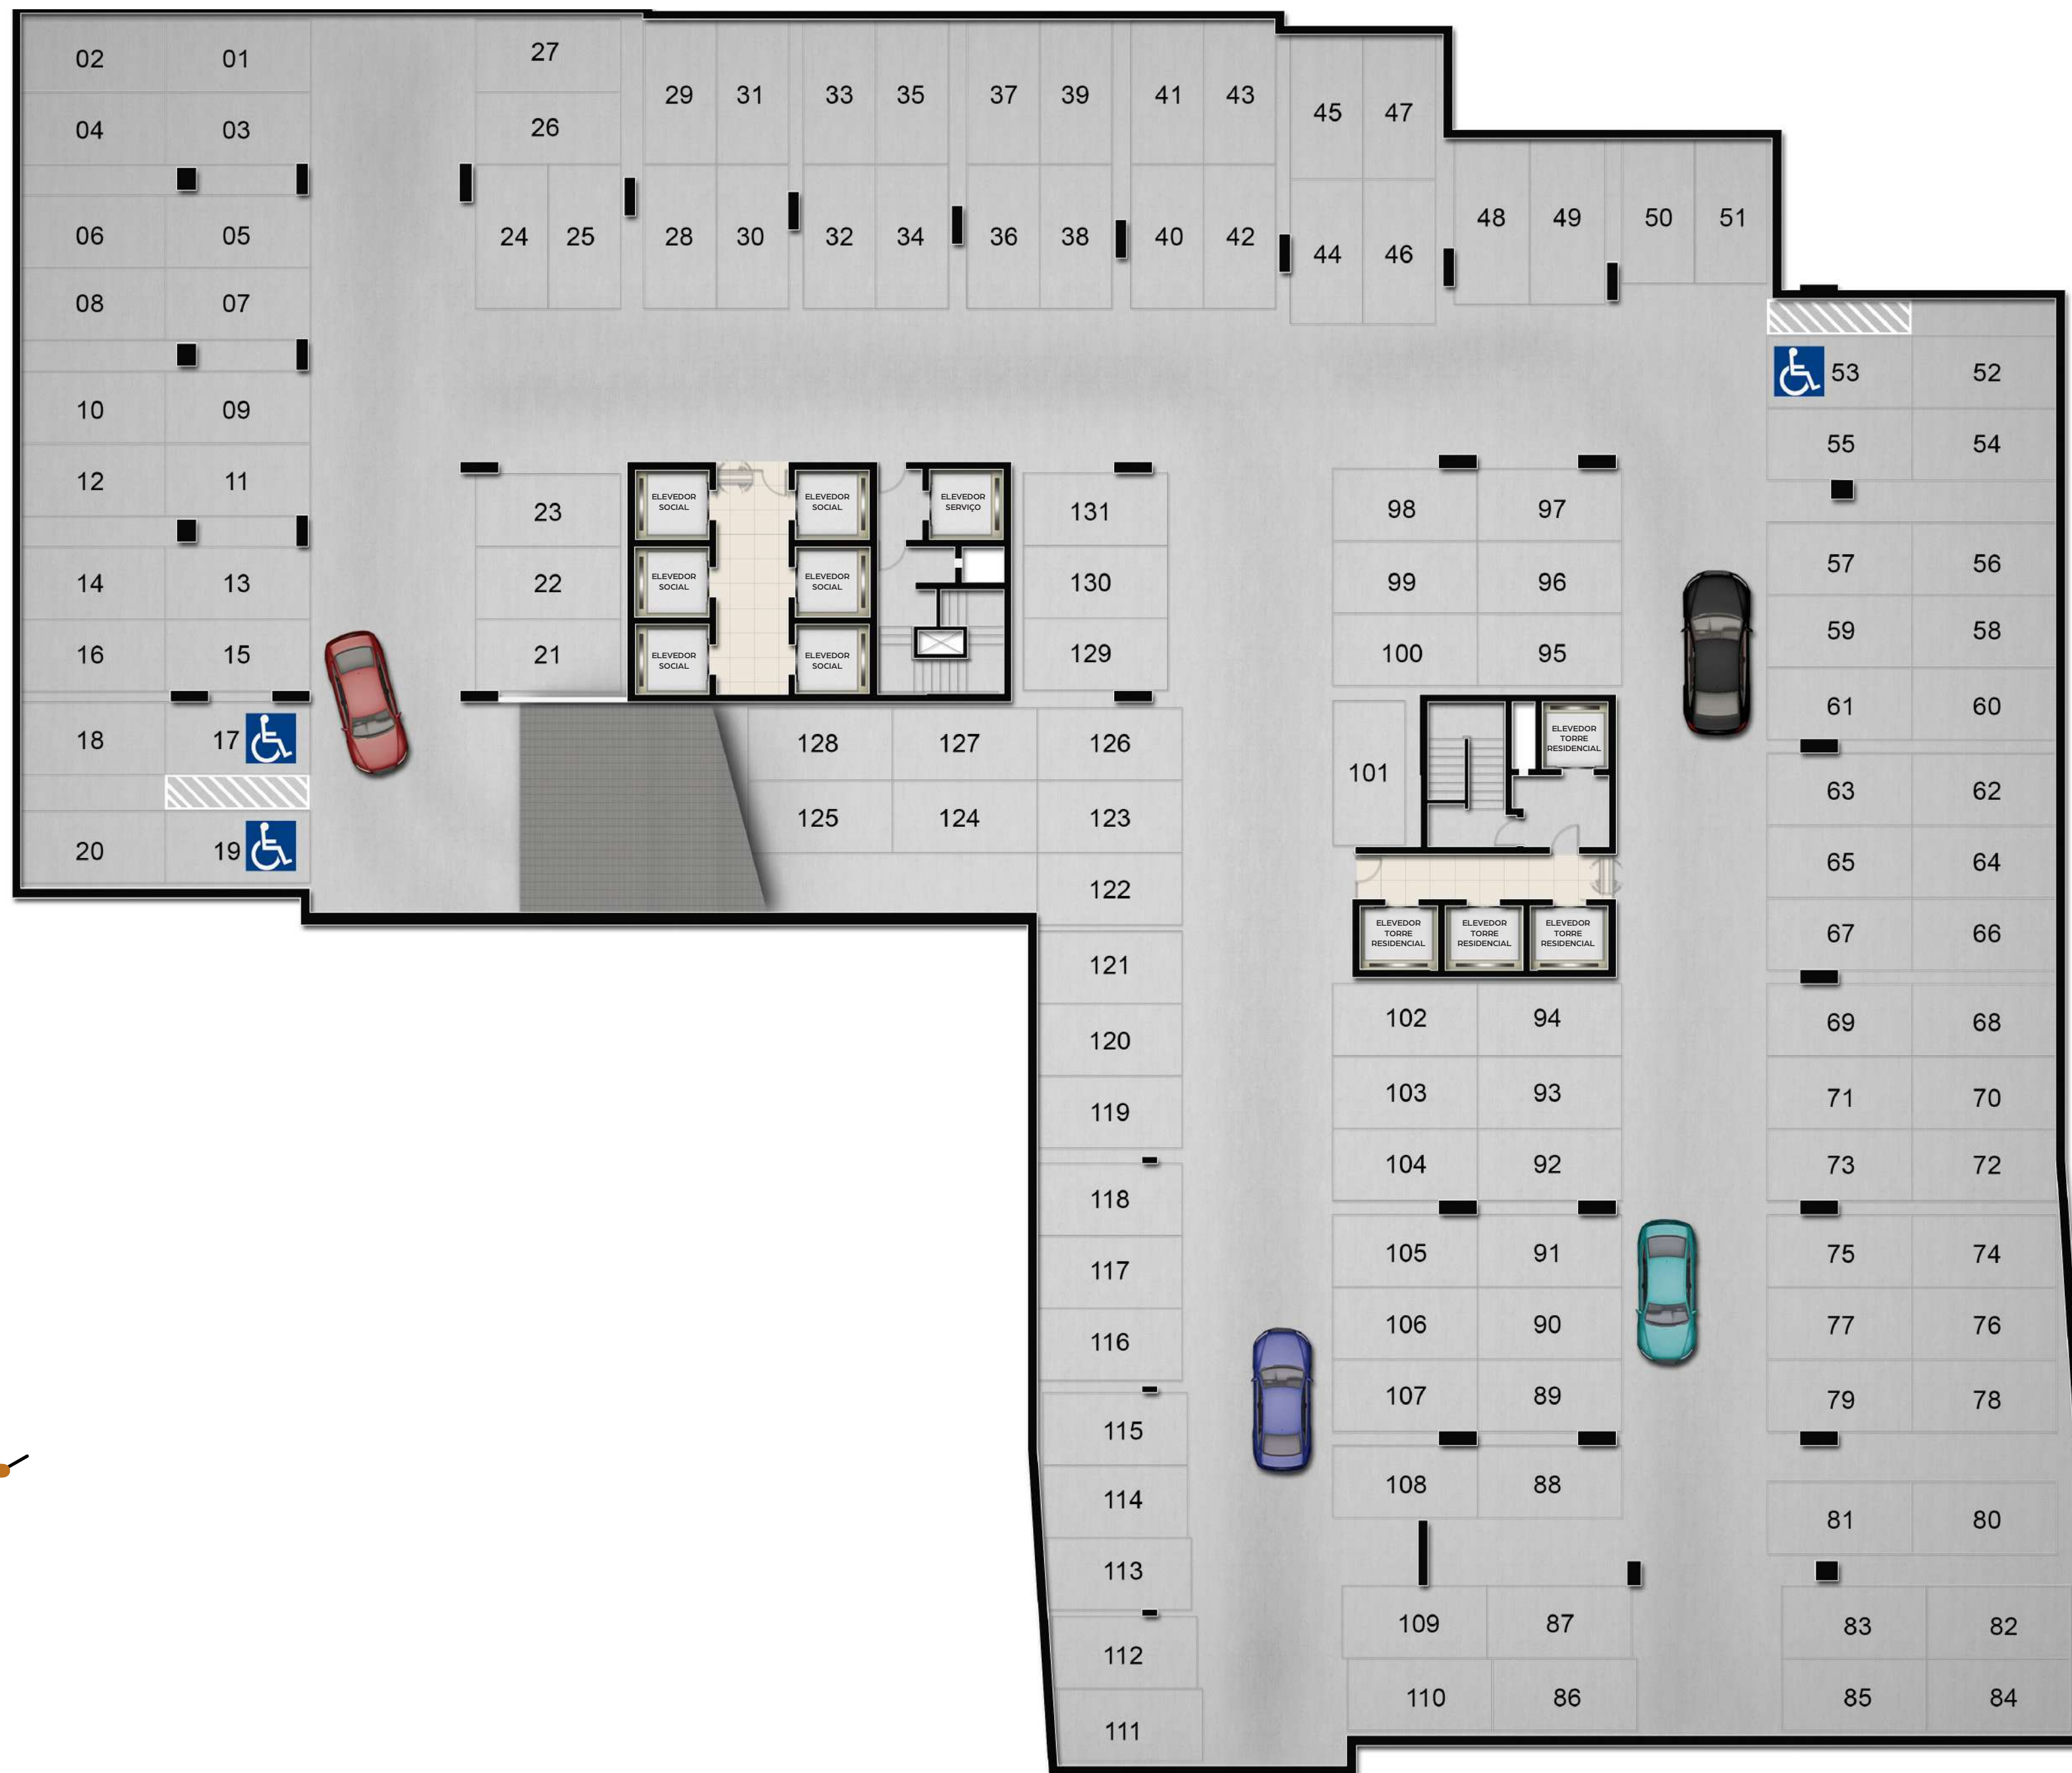 02 01 27
29 31 33 35 37 39 41 43
45 47
04 03 26
48 49 50 51
06 05 24 25 28 30 32 34 36 38 40 42
44 46
08 07
53 52
10 09
55 54
12 11
23
ELEVEDOR
SOCIAL
ELEVEDOR
SOCIAL
ELEVEDOR
SERVIÇO
131 98 97
57 56
14 13 22
ELEVEDOR
SOCIAL
ELEVEDOR
SOCIAL
130 99 96
59 58
16 15 21
ELEVEDOR
SOCIAL
ELEVEDOR
SOCIAL
129 100 95
61 60
18 17
128 127 126
101
ELEVEDOR
TORRE
RESIDENCIAL
63 62
125 124 123
20 19
65 64
122
67 66
ELEVEDOR
TORRE
RESIDENCIAL
ELEVEDOR
TORRE
RESIDENCIAL
ELEVEDOR
TORRE
RESIDENCIAL
121
102 94 69 68
120
103 93 71 70
119
104 92 73 72
118
105 91 75 74
117
106 90 77 76
116
107 89 79 78
115
108 88
114
81 80
113
109 87 83 82
112
110 86 85 84
111